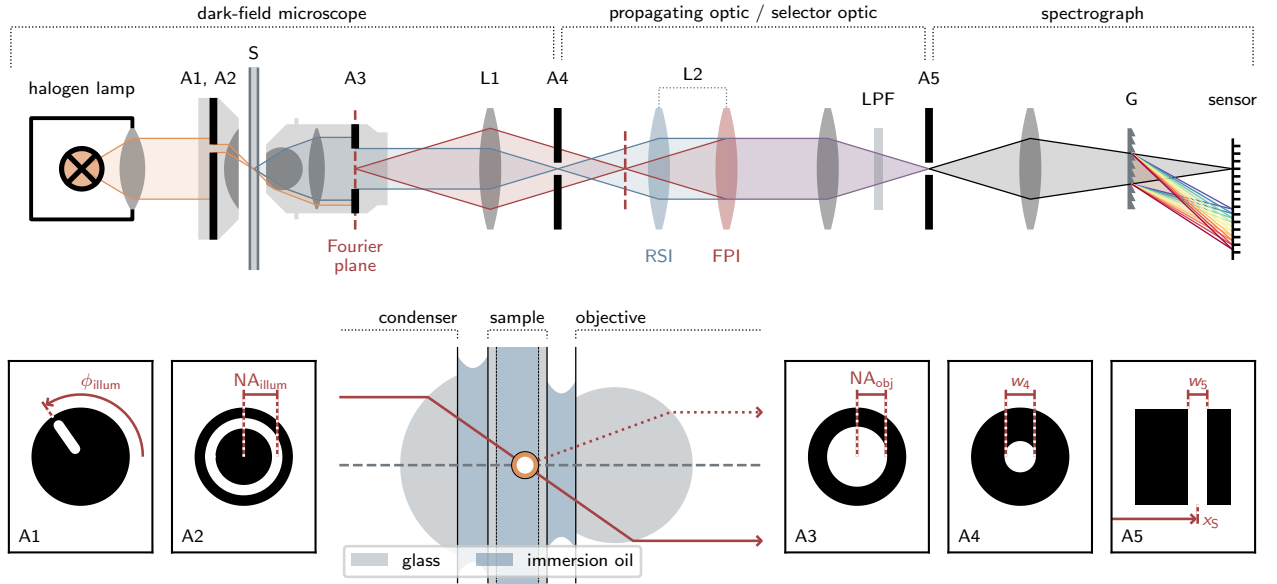 dark-field microscope
propagating optic / selector optic
spectrograph
S
A1, A2
A3
L1
A4
L2
A5
halogen lamp
LPF
G
sensor
Fourier
plane
RSI
FPI
condenser
sample
objective
ϕillum
NAillum
NAobj
w4
w5
xS
A1
A2
A3
A4
A5
glass
immersion oil